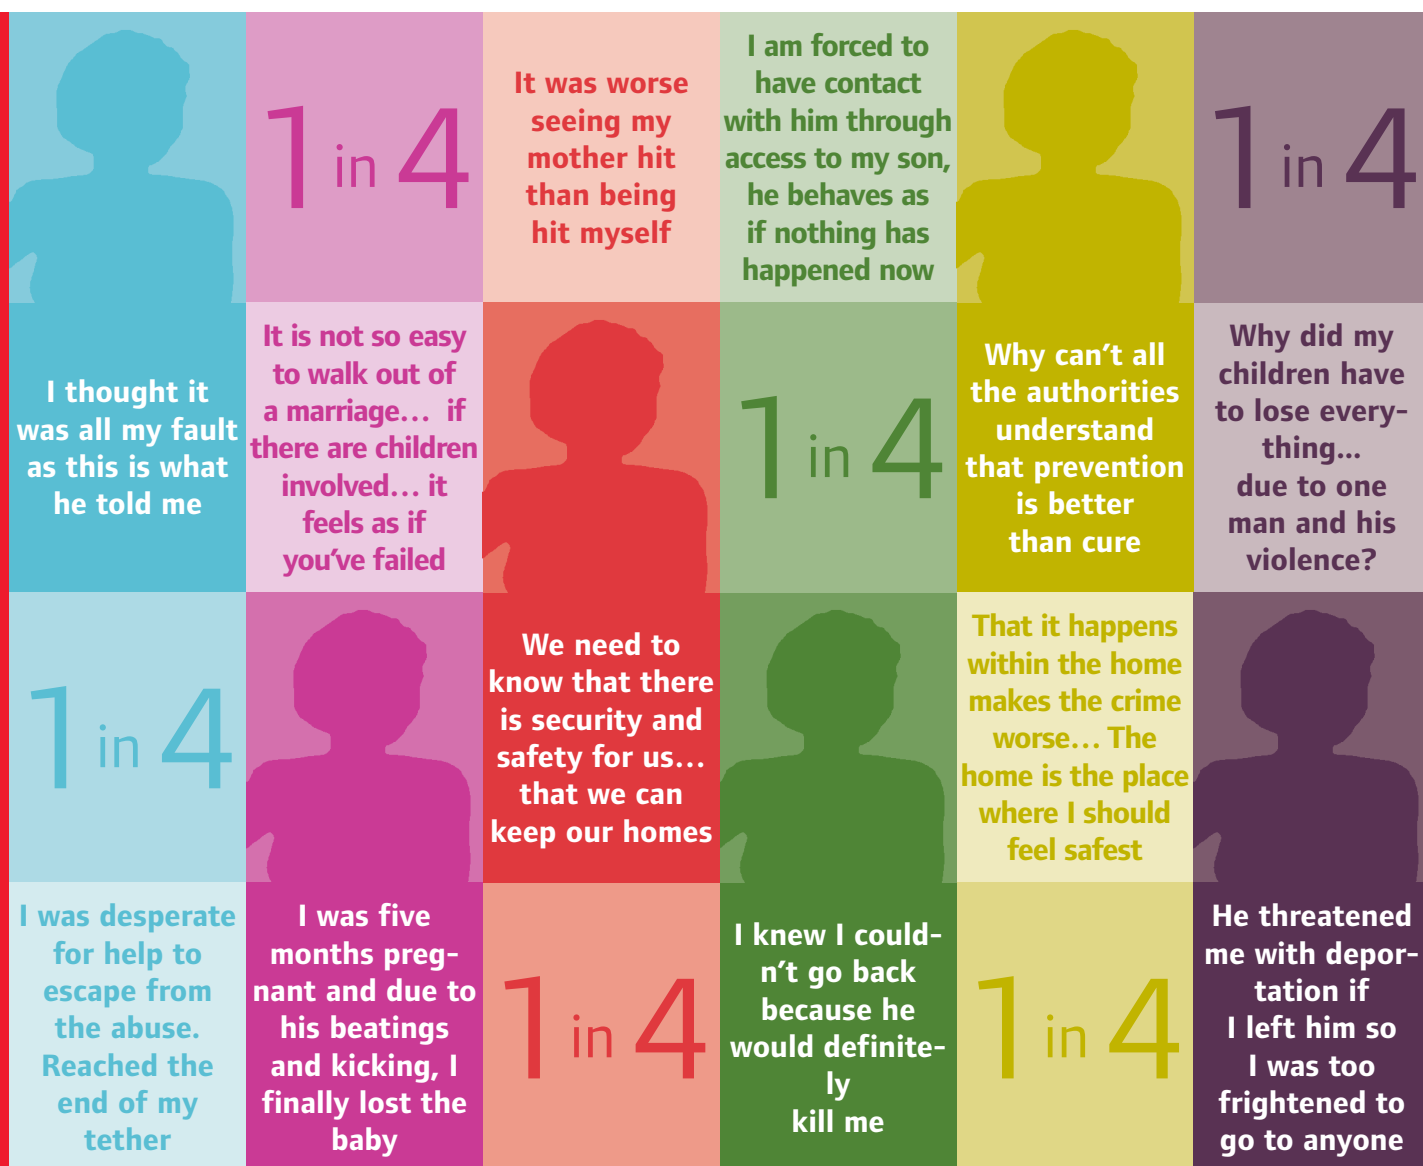 1 in 4
It was worse
seeing my
mother hit
than being
hit myself
I am forced to
have contact
with him through
access to my son,
he behaves as
if nothing has
happened now
1 in 4
I thought it
was all my fault
as this is what
he told me
It is not so easy
to walk out of
a marriage... if
there are children
involved... it
feels as if
you've failed
1 in 4
Why can't all
the authorities
understand
that prevention
is better
than cure
Why did my
children have
to lose every-
thing...
due to one
man and his
violence?
1 in 4
We need to
know that there
is security and
safety for us...
that we can
keep our homes
That it happens
within the home
makes the crime
worse... The
home is the place
where I should
feel safest
I was desperate
for help to
escape from
the abuse.
Reached the
end of my
tether
I was five
months preg-
nant and due to
his beatings
and kicking, I
finally lost the
baby
1 in 4
I knew I could-
n't go back
because he
would definite-
ly
kill me
1 in 4
He threatened
me with depor-
tation if
I left him so
I was too
frightened to
go to anyone